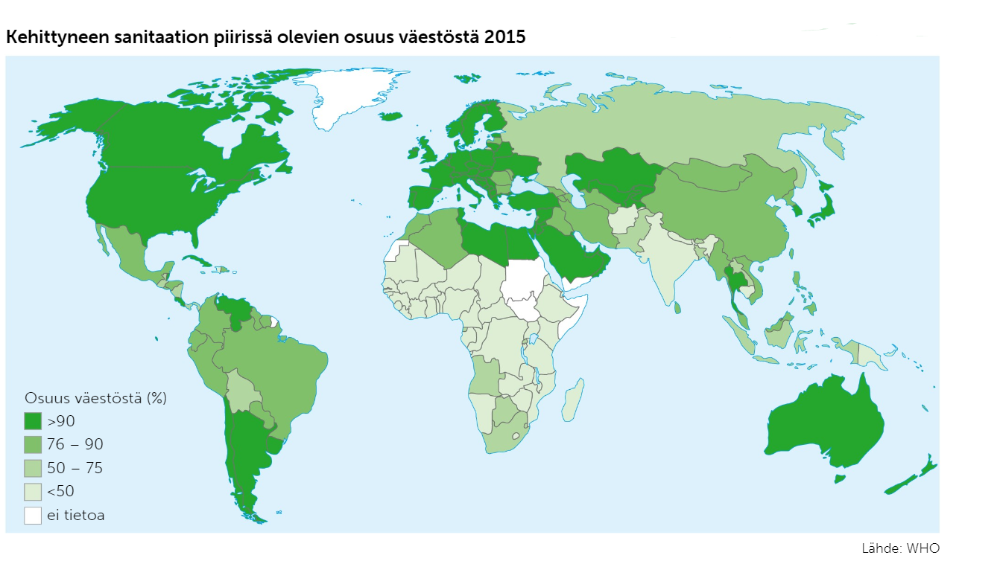 Kehittyneen sanitaation piirissä olevien osuus väestöstä 2015
Osuus väestöstä (%)
>90
76 – 90
50 – 75
<50
ei tietoa
Lähde: WHO